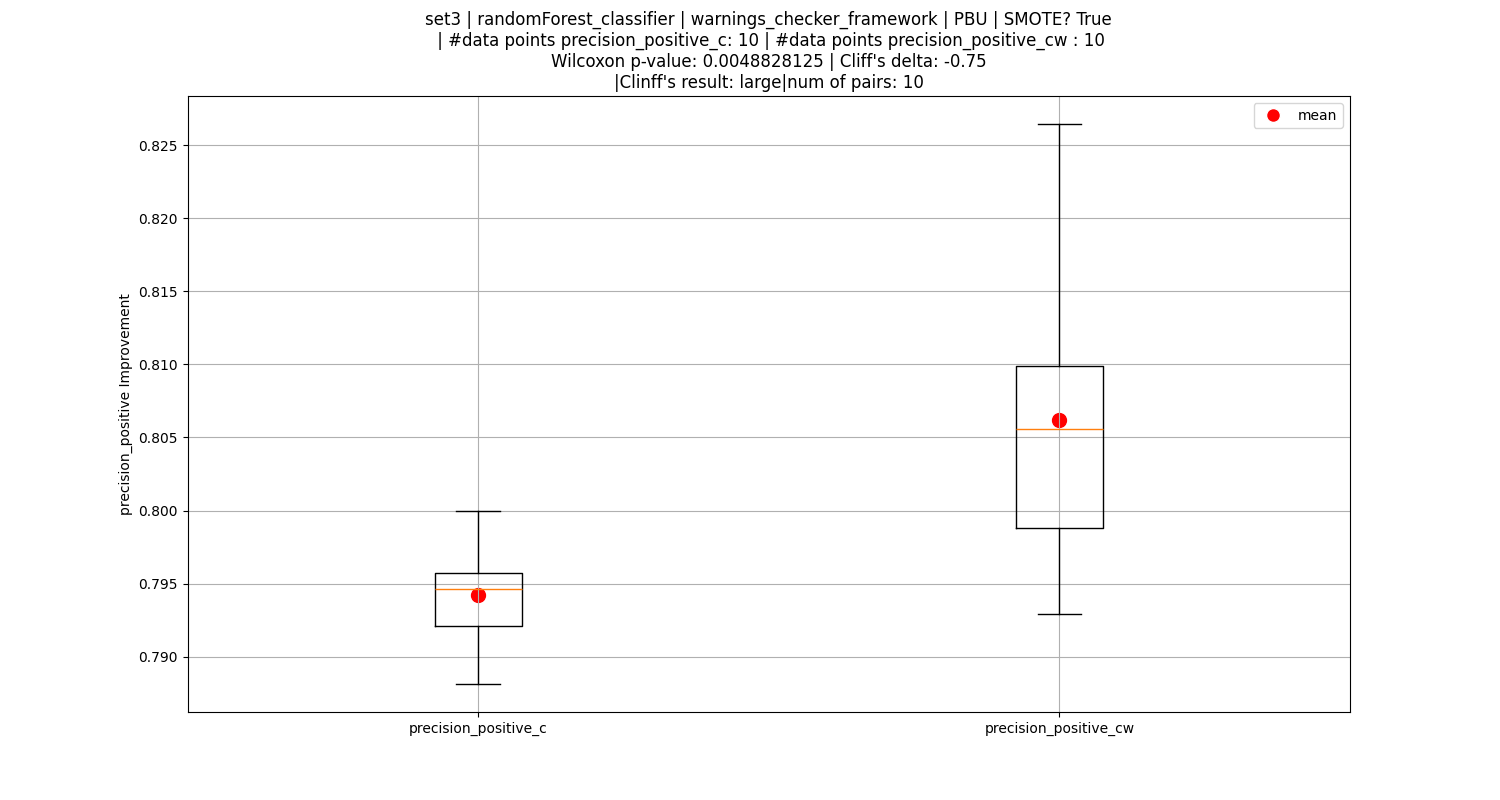 set3 | randomForest_classifier | warnings_checker_framework | PBU | SMOTE? True
| #data points precision_positive_c: 10 | #data points precision_positive_cw : 10
Wilcoxon p-value: 0.0048828125 | Cliff's delta: -0.75
|Clinff's result: large|num of pairs: 10
mean
precision_positive Improvement
0.825
0.820
0.815
0.810
0.805
0.800
0.795
0.790
precision_positive_c
precision_positive_cw